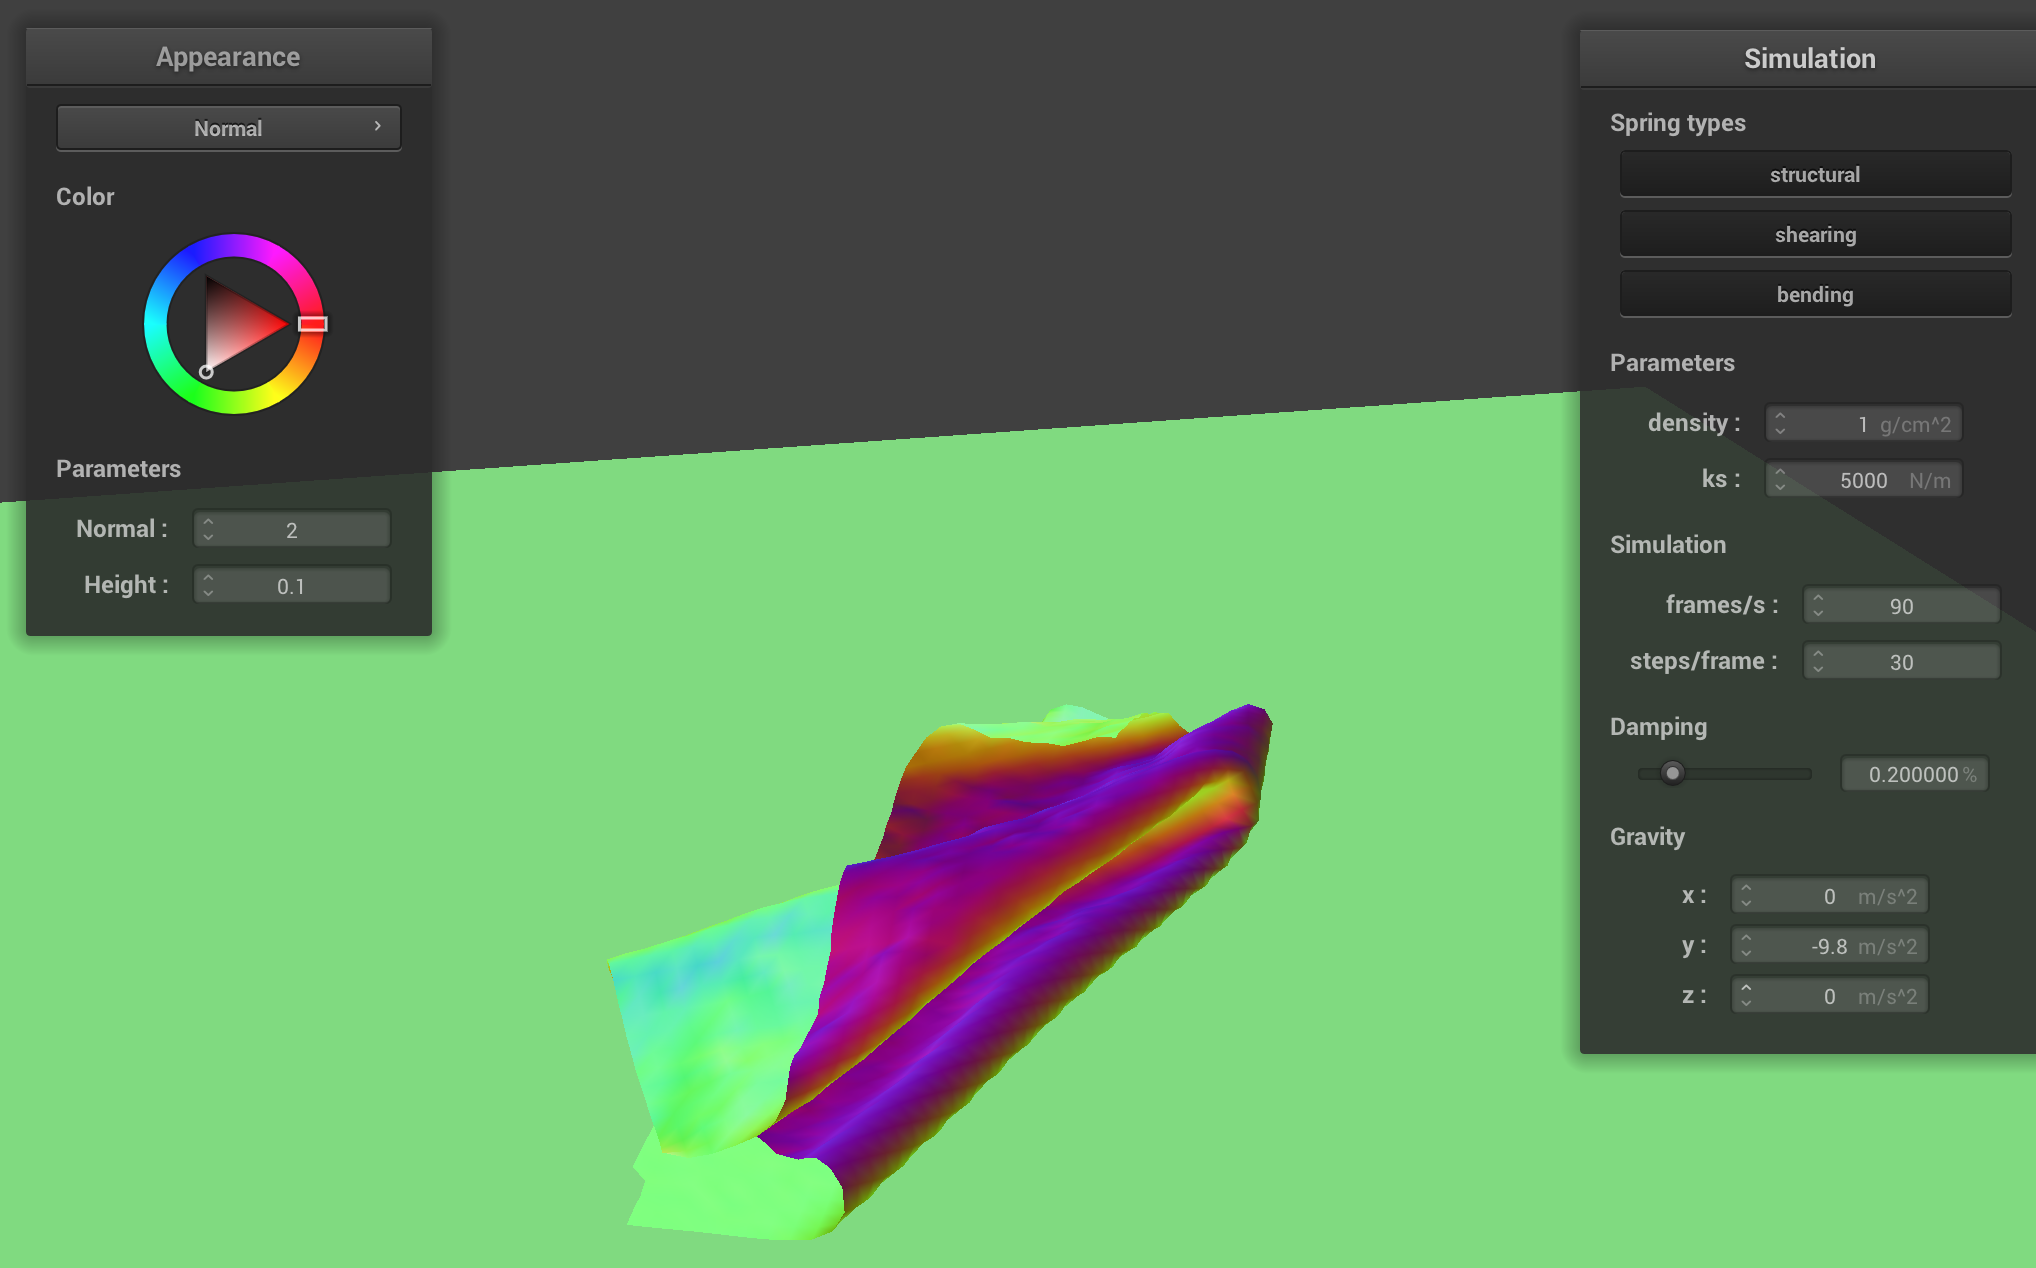 Appearance
Normal
Color
Parameters
Normal :
2
Height :
0.1
Simulation
Spring types
structural
shearing
bending
Parameters
density :
1 g/cm^2
ks :
5000 N/m
Simulation
frames/s :
90
steps/frame :
30
Damping
0.200000 %
Gravity
x :
0 m/s^2
y :
-9.8 m/s^2
z :
0 m/s^2